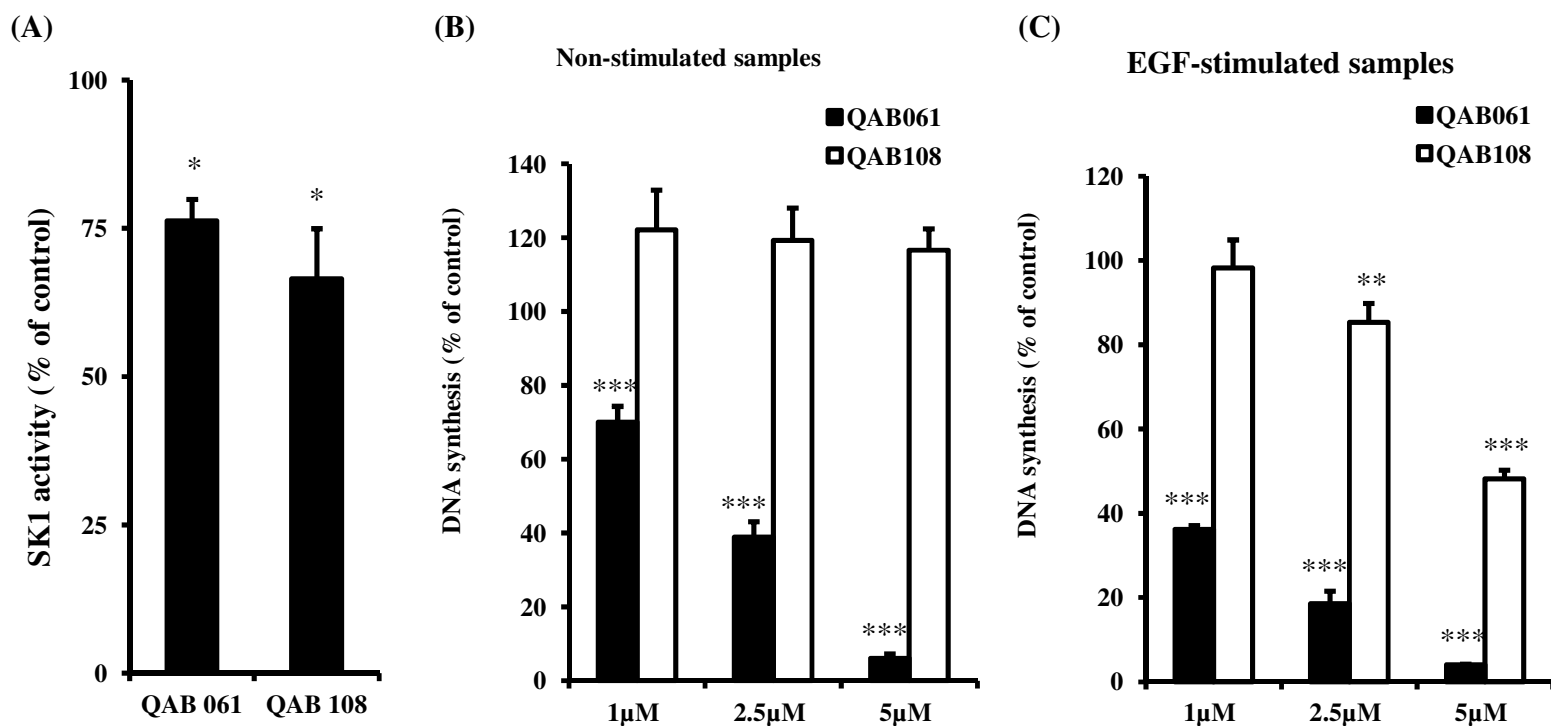 (A)
SK1 activity (% of control)
100
75
50
25
0
*
*
QAB 061
QAB 108
(B)
Non-stimulated samples
QAB061
QAB108
DNA synthesis (% of control)
140
120
100
80
60
40
20
0
***
***
***
1µM
2.5µM
5µM
(C)
EGF-stimulated samples
QAB061
QAB108
DNA synthesis (% of control)
120
100
80
60
40
20
0
***
***
**
***
***
1µM
2.5µM
5µM